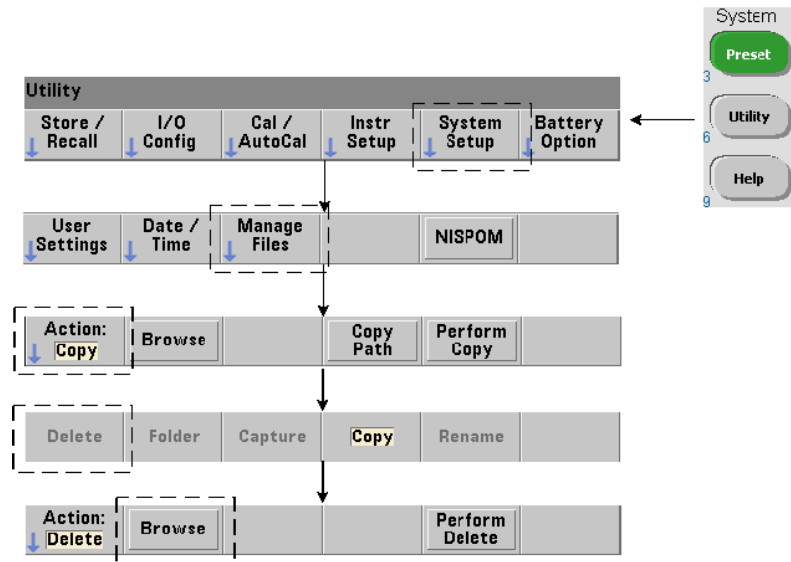 System
Preset
3
Utility
6
Help
9
Utility
Store /
Recall
I/O
Config
Cal /
AutoCal
Instr
Setup
System
Setup
Battery
Option
User
Settings
Date /
Time
Manage
Files
NISPOM
Action:
Copy
Browse
Copy
Path
Perform
Copy
Delete
Folder
Capture
Copy
Rename
Action:
Delete
Browse
Perform
Delete